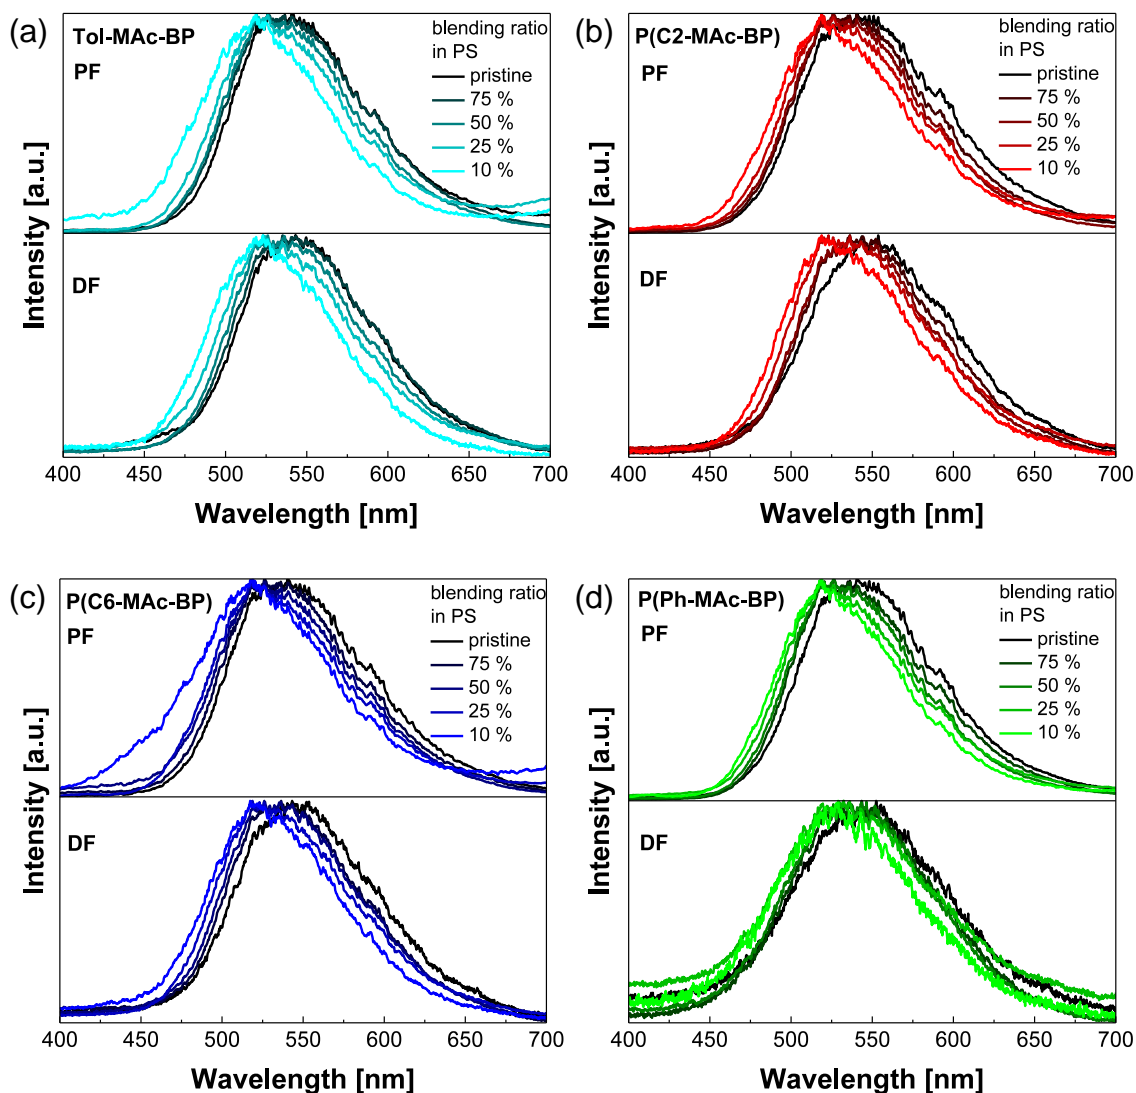 (a)
Tol-MAc-BP
PF
blending ratio
in PS
pristine
75 %
50 %
25 %
10 %
DF
Intensity [a.u.]
400 450 500 550 600 650 700
Wavelength [nm]
(b)
P(C2-MAc-BP)
PF
blending ratio
in PS
pristine
75 %
50 %
25 %
10 %
DF
Intensity [a.u.]
400 450 500 550 600 650 700
Wavelength [nm]
(c)
P(C6-MAc-BP)
PF
blending ratio
in PS
pristine
75 %
50 %
25 %
10 %
DF
Intensity [a.u.]
400 450 500 550 600 650 700
Wavelength [nm]
(d)
P(Ph-MAc-BP)
PF
blending ratio
in PS
pristine
75 %
50 %
25 %
10 %
DF
Intensity [a.u.]
400 450 500 550 600 650 700
Wavelength [nm]